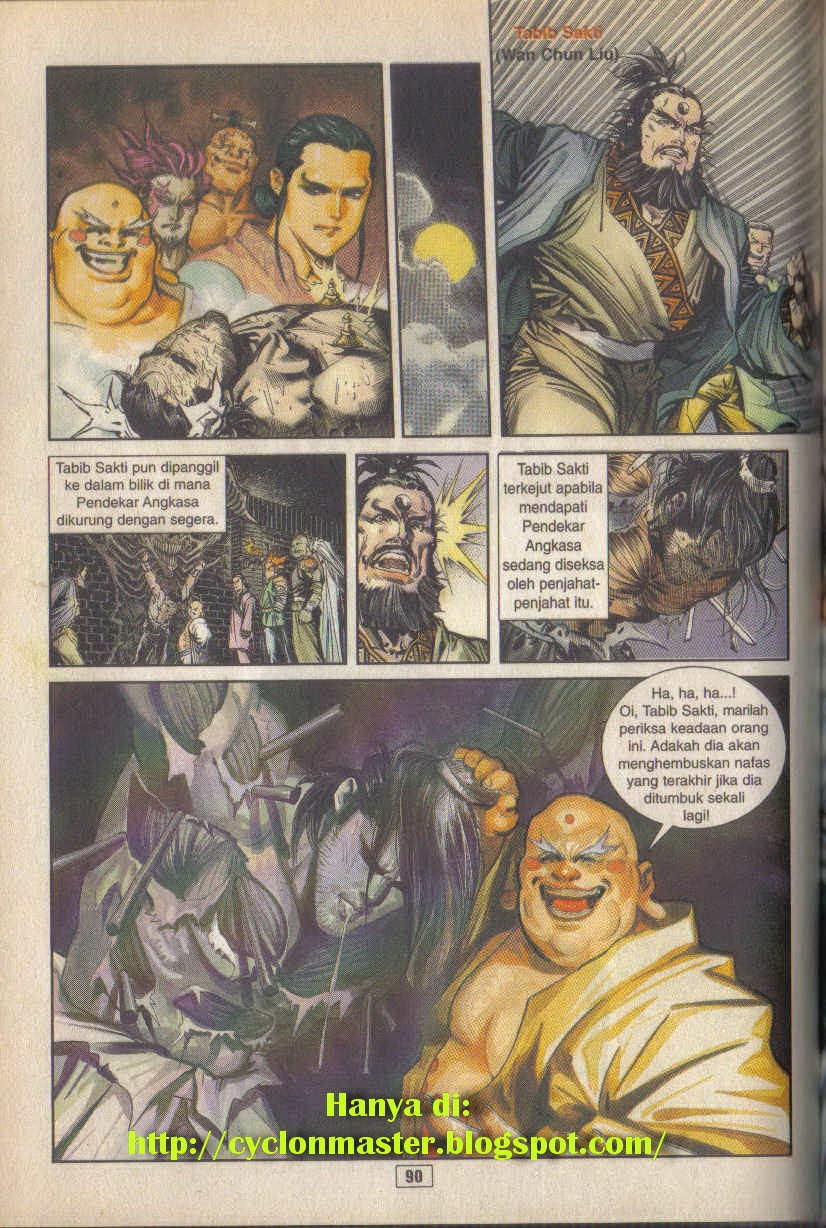 Tabib Sakti
(Wan Chun Liu)
Tabib Sakti pun dipanggil
ke dalam bilik di mana
Pendekar Angkasa
dikurung dengan segera.
Tabib Sakti
terkejut apabila
mendapati
Pendekar
Angkasa
sedang diseksa
oleh penjahat-
penjahat itu.
Ha, ha, ha...!
Oi, Tabib Sakti, marilah
periksa keadaan orang
ini. Adakah dia akan
menghembuskan nafas
yang terakhir jika dia
ditumbuk sekali
lagi!
Hanya di:
http://cyclonmaster.blogspot.com/
90